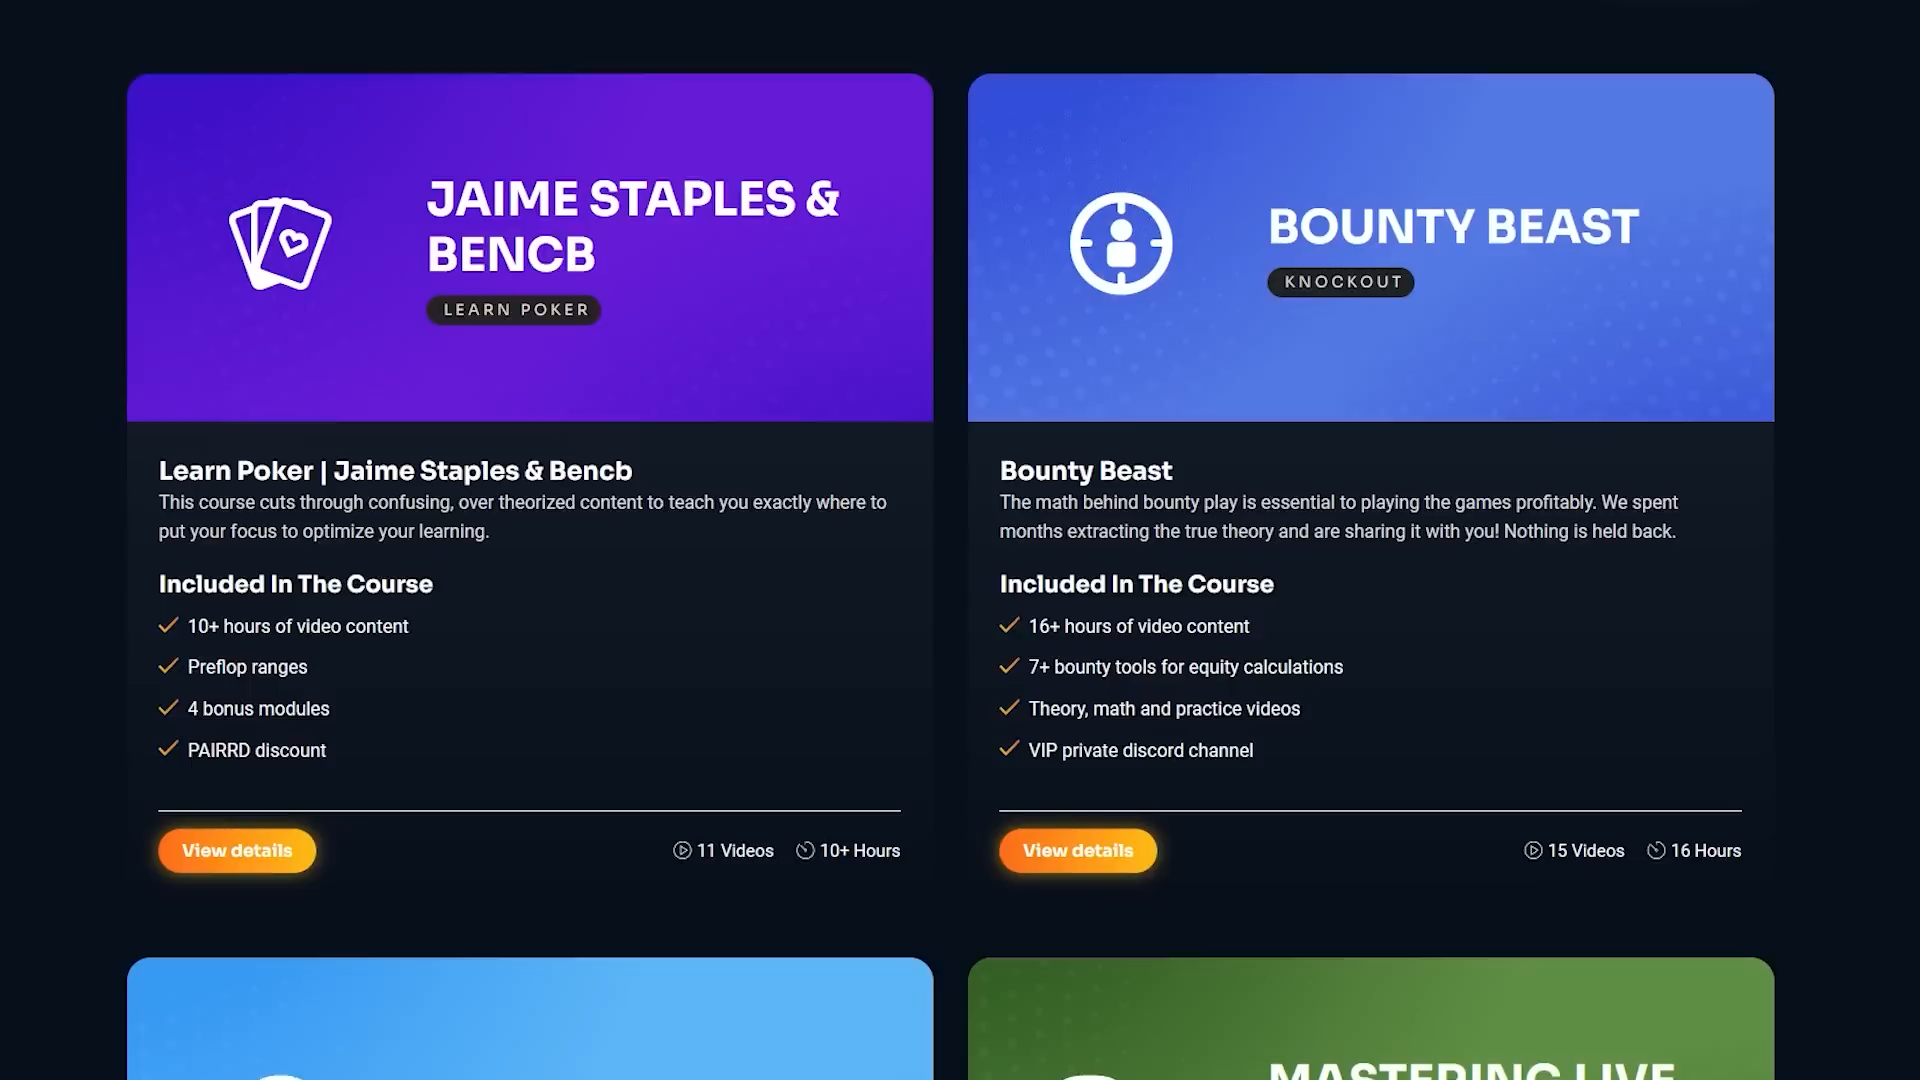 JAIME STAPLES &
BENCB
LEARN POKER
Learn Poker | Jaime Staples & Bencb
This course cuts through confusing, over theorized content to teach you exactly where to
put your focus to optimize your learning.
Included In The Course
10+ hours of video content
Preflop ranges
4 bonus modules
PAIRRD discount
View details
11 Videos
10+ Hours
BOUNTY BEAST
KNOCKOUT
Bounty Beast
The math behind bounty play is essential to playing the games profitably. We spent
months extracting the true theory and are sharing it with you! Nothing is held back.
Included In The Course
16+ hours of video content
7+ bounty tools for equity calculations
Theory, math and practice videos
VIP private discord channel
View details
15 Videos
16 Hours
MASTERING LIVE